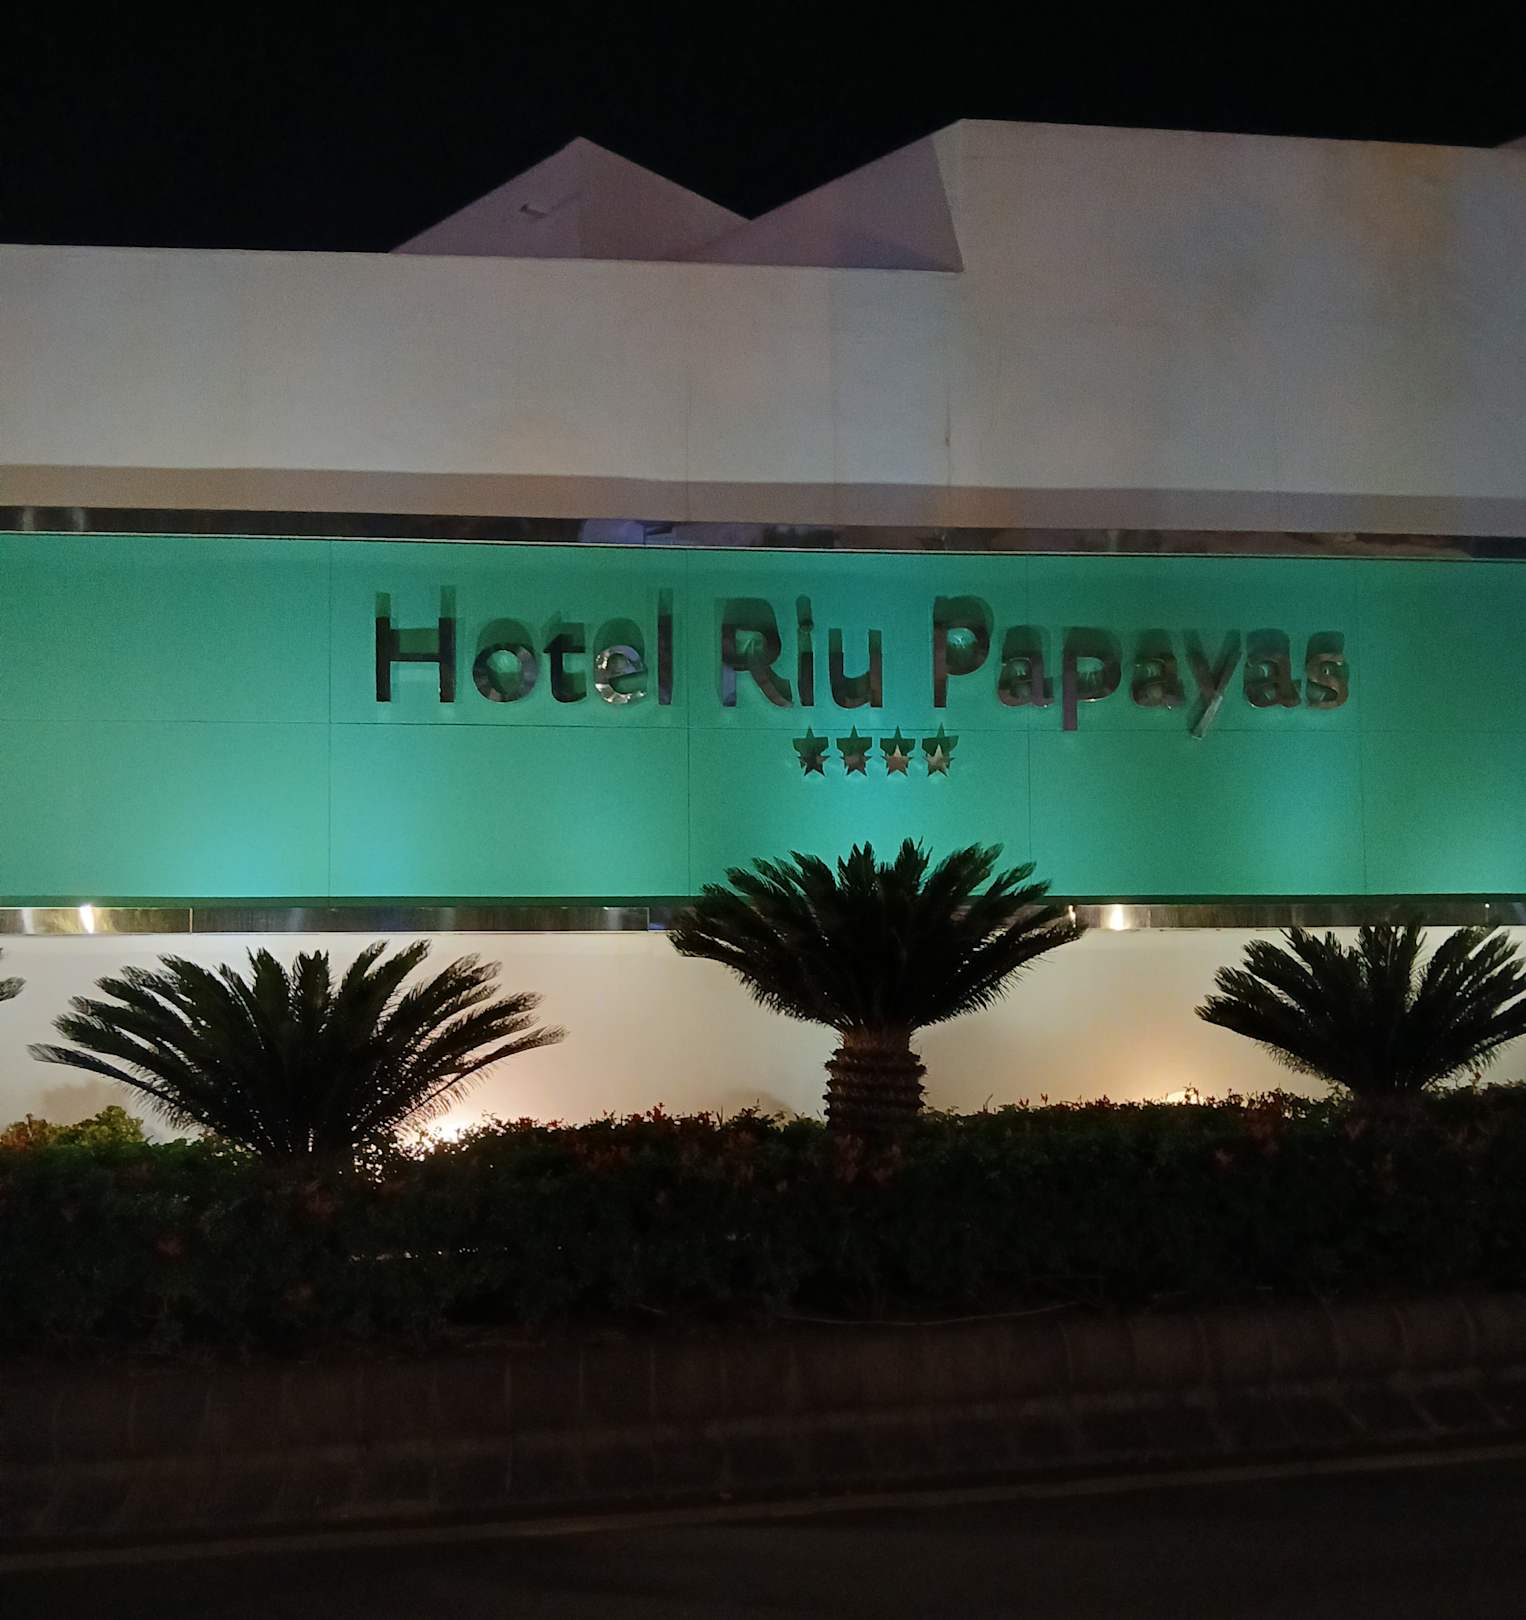 Hotel Riu Papayas
★★★★